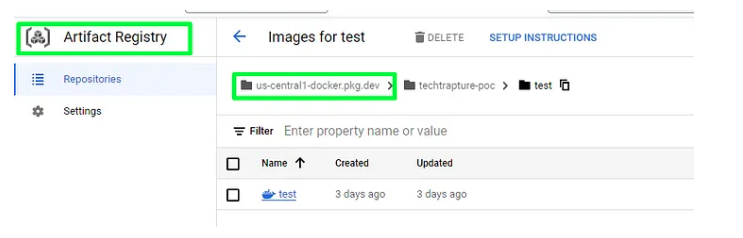 Artifact Registry
Images for test
DELETE
SETUP INSTRUCTIONS
Repositories
Settings
us-central1-docker.pkg.dev > techtrapture-poc > test
Filter Enter property name or value
Name Created Updated
test 3 days ago 3 days ago